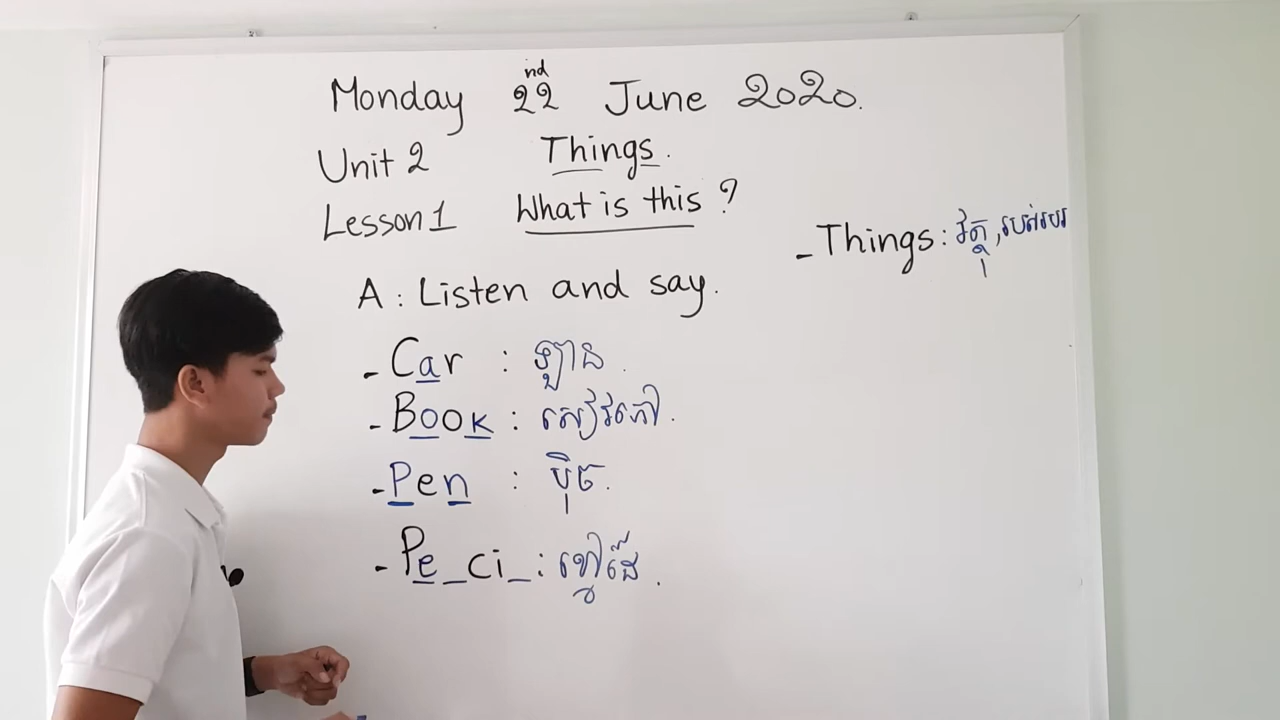 Monday 22nd June 2020.
Unit 2 Things.
Lesson 1 What is this ?
- Things : វត្ថុ , របស់របរ
A : Listen and say.
- Car : ឡាន .
- Book : សៀវភៅ .
- Pen : ប៊ិច .
- Pe_ci_ : ខ្មៅដៃ .